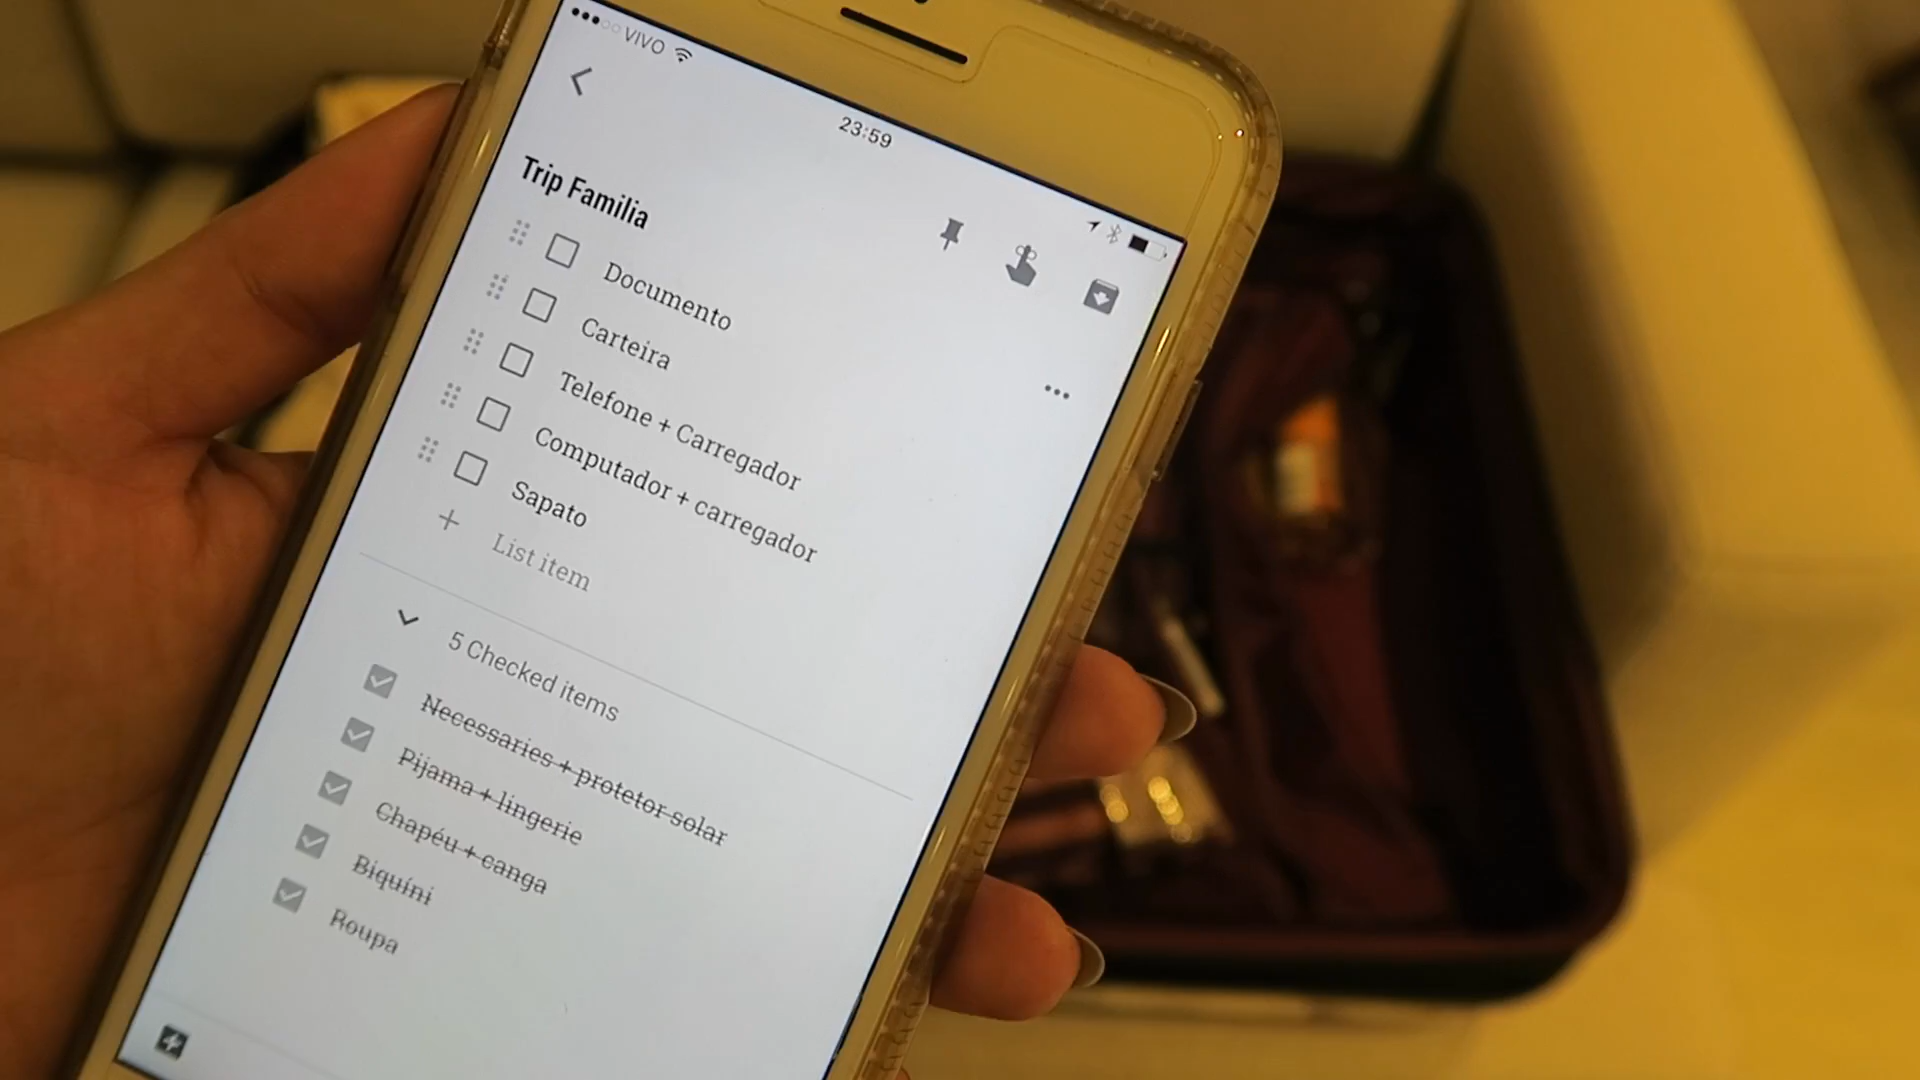 VIVO
23:59
Trip Familia
Documento
Carteira
Telefone + Carregador
Computador + carregador
Sapato
List item
5 Checked items
Necessaries + protetor solar
Pijama + lingerie
Chapéu + canga
Biquíni
Roupa